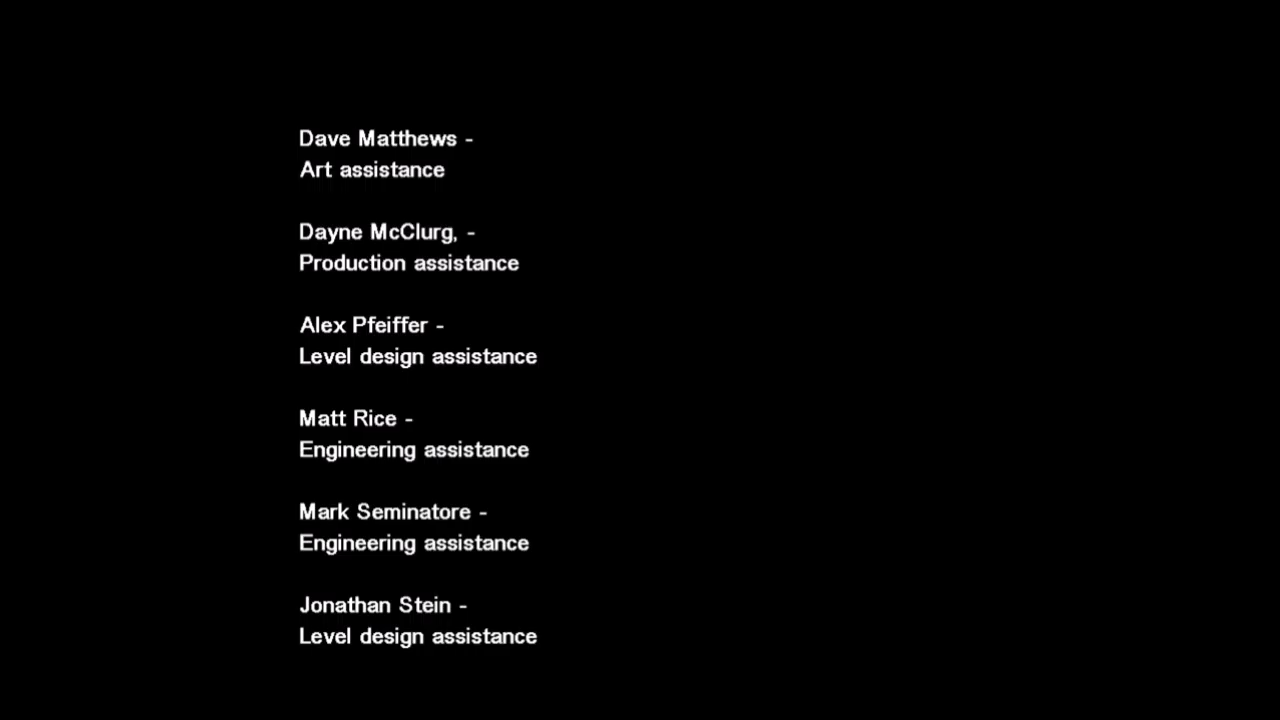 Dave Matthews -
Art assistance
Dayne McClurg, -
Production assistance
Alex Pfeiffer -
Level design assistance
Matt Rice -
Engineering assistance
Mark Seminatore -
Engineering assistance
Jonathan Stein -
Level design assistance